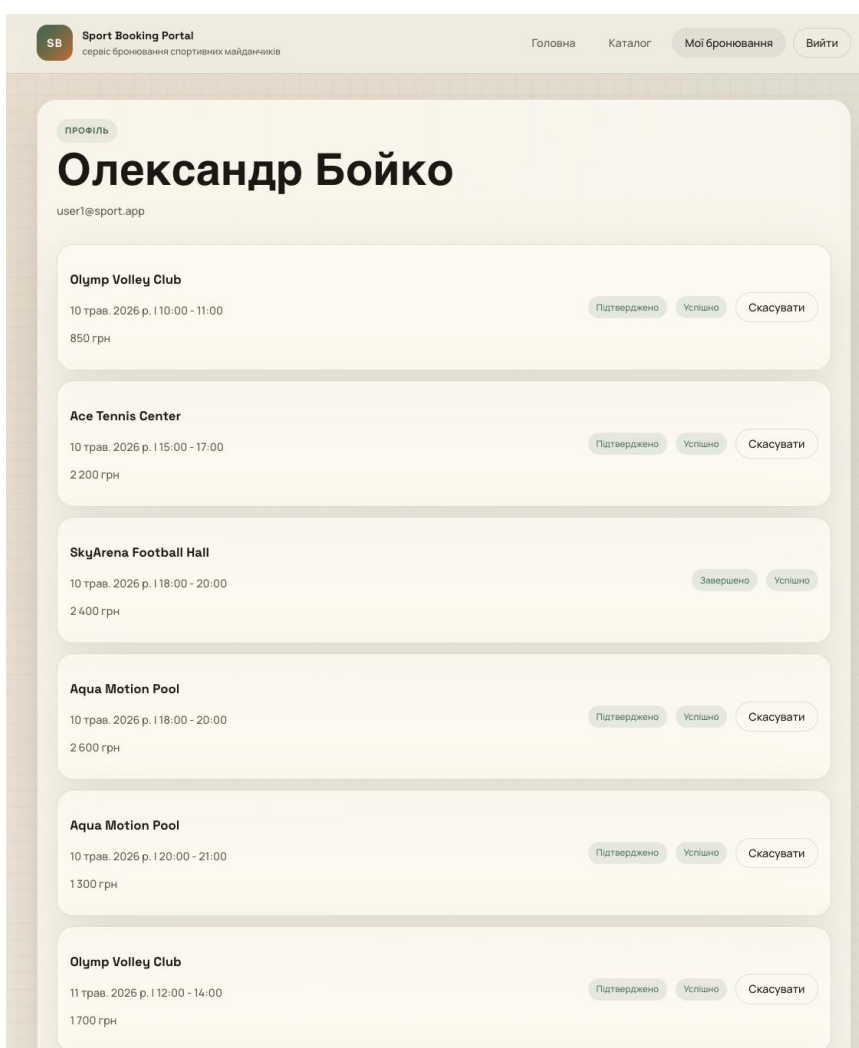 SB
Sport Booking Portal
сервіс бронювання спортивних майданчиків
Головна
Каталог
Мої бронювання
Вийти
ПРОФІЛЬ
Олександр Бойко
user1@sport.app
Olymp Volley Club
10 трав. 2026 р. | 10:00 - 11:00
850 грн
Підтверджено
Успішно
Скасувати
Ace Tennis Center
10 трав. 2026 р. | 15:00 - 17:00
2 200 грн
Підтверджено
Успішно
Скасувати
SkyArena Football Hall
10 трав. 2026 р. | 18:00 - 20:00
2 400 грн
Завершено
Успішно
Aqua Motion Pool
10 трав. 2026 р. | 18:00 - 20:00
2 600 грн
Підтверджено
Успішно
Скасувати
Aqua Motion Pool
10 трав. 2026 р. | 20:00 - 21:00
1 300 грн
Підтверджено
Успішно
Скасувати
Olymp Volley Club
11 трав. 2026 р. | 12:00 - 14:00
1 700 грн
Підтверджено
Успішно
Скасувати